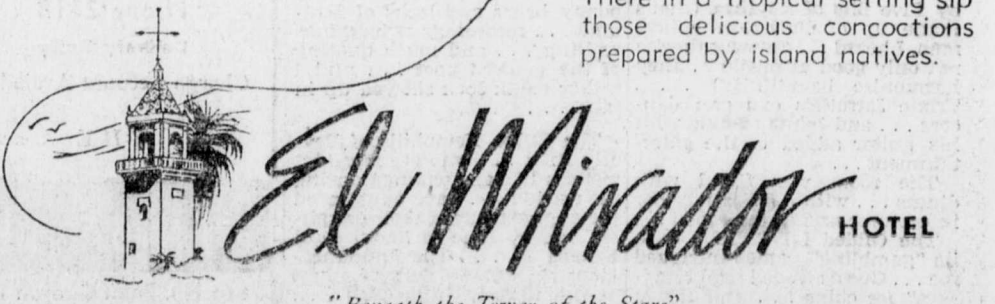 There in a tropical setting sip
those delicious concoctions
prepared by island natives.
El Mirador HOTEL
"Beneath the Tower of the Stars"